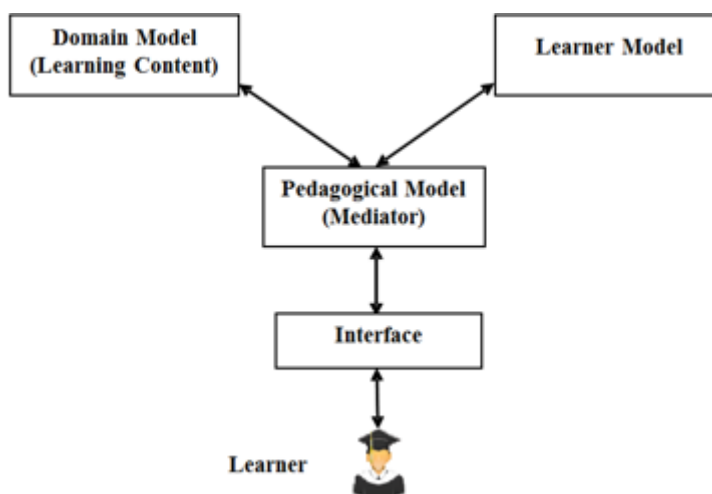 Domain Model
(Learning Content)
Learner Model
Pedagogical Model
(Mediator)
Interface
Learner